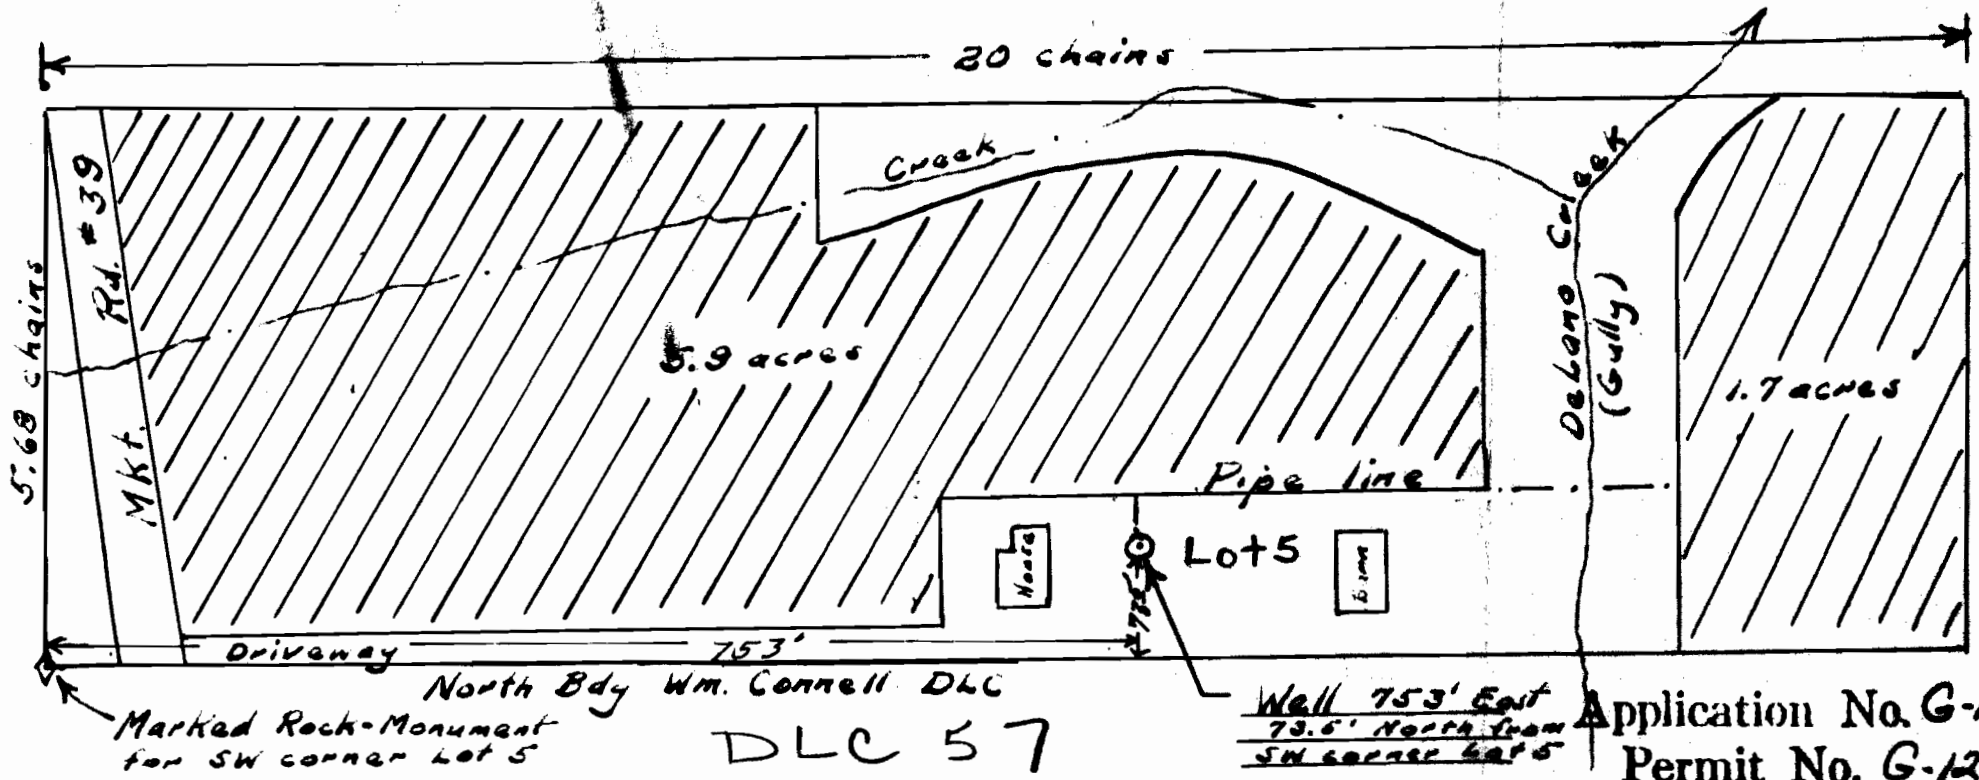 20 chains
Creek
Rd. #39
Mkt.
5.68 chains
5.9 acres
DeLano Creek
(Gully)
1.7 acres
Pipe line
House
Lot 5
Driveway
753'
North Bdy Wm. Connell DLC
Marked Rock-Monument
for SW corner Lot 5
DLC 57
Well 753' East
73.5' North from
SW corner Lot 5
Application No. G-
Permit No. G-12